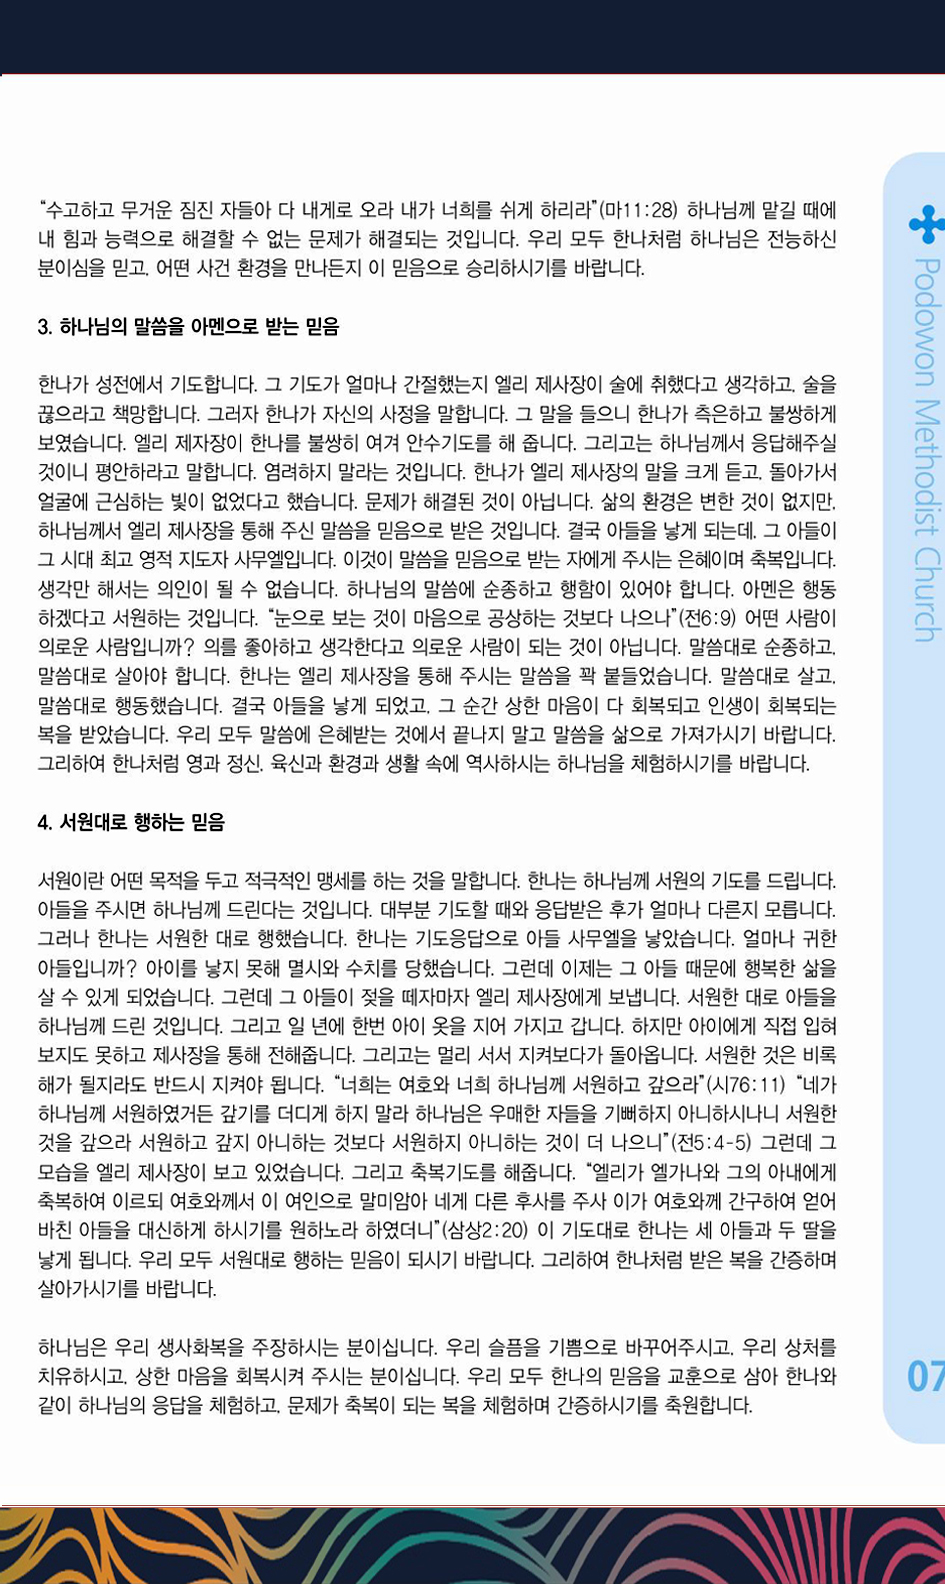 “수고하고 무거운 짐진 자들아 다 내게로 오라 내가 너희를 쉬게 하리라”(마11:28) 하나님께 맡길 때에
내 힘과 능력으로 해결할 수 없는 문제가 해결되는 것입니다. 우리 모두 한나처럼 하나님은 전능하신
분이심을 믿고, 어떤 사건 환경을 만나든지 이 믿음으로 승리하시기를 바랍니다.
3. 하나님의 말씀을 아멘으로 받는 믿음
한나가 성전에서 기도합니다. 그 기도가 얼마나 간절했는지 엘리 제사장이 술에 취했다고 생각하고, 술을
끊으라고 책망합니다. 그러자 한나가 자신의 사정을 말합니다. 그 말을 들으니 한나가 측은하고 불쌍하게
보였습니다. 엘리 제자장이 한나를 불쌍히 여겨 안수기도를 해 줍니다. 그리고는 하나님께서 응답해주실
것이니 평안하라고 말합니다. 염려하지 말라는 것입니다. 한나가 엘리 제사장의 말을 크게 듣고, 돌아가서
얼굴에 근심하는 빛이 없었다고 했습니다. 문제가 해결된 것이 아닙니다. 삶의 환경은 변한 것이 없지만,
하나님께서 엘리 제사장을 통해 주신 말씀을 믿음으로 받은 것입니다. 결국 아들을 낳게 되는데, 그 아들이
그 시대 최고 영적 지도자 사무엘입니다. 이것이 말씀을 믿음으로 받는 자에게 주시는 은혜이며 축복입니다.
생각만 해서는 의인이 될 수 없습니다. 하나님의 말씀에 순종하고 행함이 있어야 합니다. 아멘은 행동
하겠다고 서원하는 것입니다. “눈으로 보는 것이 마음으로 공상하는 것보다 나으나”(전6:9) 어떤 사람이
의로운 사람입니까? 의를 좋아하고 생각한다고 의로운 사람이 되는 것이 아닙니다. 말씀대로 순종하고,
말씀대로 살아야 합니다. 한나는 엘리 제사장을 통해 주시는 말씀을 꽉 붙들었습니다. 말씀대로 살고,
말씀대로 행동했습니다. 결국 아들을 낳게 되었고, 그 순간 상한 마음이 다 회복되고 인생이 회복되는
복을 받았습니다. 우리 모두 말씀에 은혜받는 것에서 끝나지 말고 말씀을 삶으로 가져가시기 바랍니다.
그리하여 한나처럼 영과 정신, 육신과 환경과 생활 속에 역사하시는 하나님을 체험하시기를 바랍니다.
4. 서원대로 행하는 믿음
서원이란 어떤 목적을 두고 적극적인 맹세를 하는 것을 말합니다. 한나는 하나님께 서원의 기도를 드립니다.
아들을 주시면 하나님께 드린다는 것입니다. 대부분 기도할 때와 응답받은 후가 얼마나 다른지 모릅니다.
그러나 한나는 서원한 대로 행했습니다. 한나는 기도응답으로 아들 사무엘을 낳았습니다. 얼마나 귀한
아들입니까? 아이를 낳지 못해 멸시와 수치를 당했습니다. 그런데 이제는 그 아들 때문에 행복한 삶을
살 수 있게 되었습니다. 그런데 그 아들이 젖을 떼자마자 엘리 제사장에게 보냅니다. 서원한 대로 아들을
하나님께 드린 것입니다. 그리고 일 년에 한번 아이 옷을 지어 가지고 갑니다. 하지만 아이에게 직접 입혀
보지도 못하고 제사장을 통해 전해줍니다. 그리고는 멀리 서서 지켜보다가 돌아옵니다. 서원한 것은 비록
해가 될지라도 반드시 지켜야 됩니다. “너희는 여호와 너희 하나님께 서원하고 갚으라”(시76:11) “네가
하나님께 서원하였거든 갚기를 더디게 하지 말라 하나님은 우매한 자들을 기뻐하지 아니하시나니 서원한
것을 갚으라 서원하고 갚지 아니하는 것보다 서원하지 아니하는 것이 더 나으니”(전5:4-5) 그런데 그
모습을 엘리 제사장이 보고 있었습니다. 그리고 축복기도를 해줍니다. “엘리가 엘가나와 그의 아내에게
축복하여 이르되 여호와께서 이 여인으로 말미암아 네게 다른 후사를 주사 이가 여호와께 간구하여 얻어
바친 아들을 대신하게 하시기를 원하노라 하였더니”(삼상2:20) 이 기도대로 한나는 세 아들과 두 딸을
낳게 됩니다. 우리 모두 서원대로 행하는 믿음이 되시기 바랍니다. 그리하여 한나처럼 받은 복을 간증하며
살아가시기를 바랍니다.
하나님은 우리 생사화복을 주장하시는 분이십니다. 우리 슬픔을 기쁨으로 바꾸어주시고, 우리 상처를
치유하시고, 상한 마음을 회복시켜 주시는 분이십니다. 우리 모두 한나의 믿음을 교훈으로 삼아 한나와
같이 하나님의 응답을 체험하고, 문제가 축복이 되는 복을 체험하며 간증하시기를 축원합니다.
Podowon Methodist Church
07